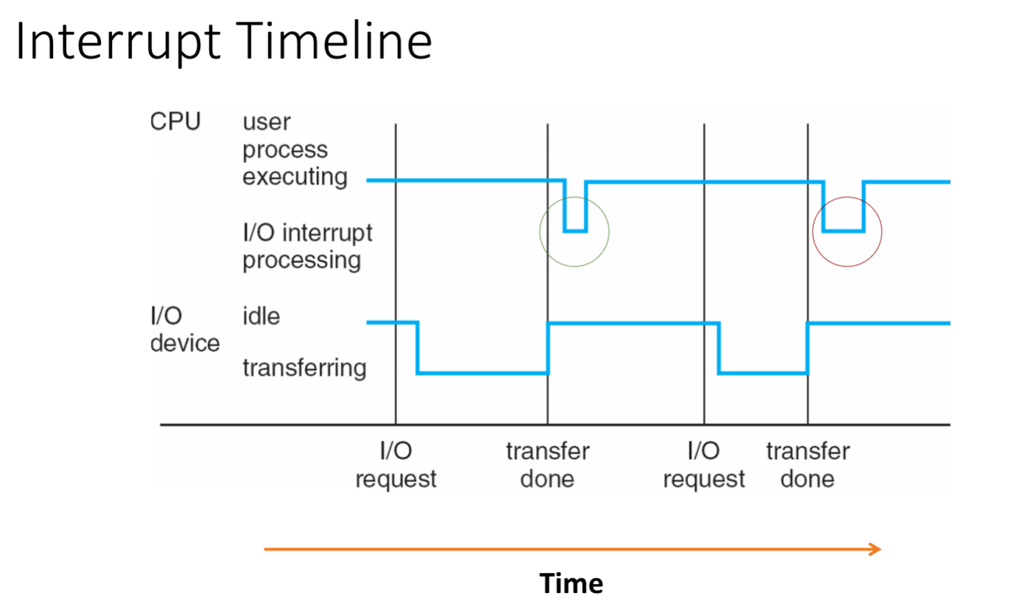 Interrupt Timeline
CPU
user
process
executing
I/O interrupt
processing
I/O
device
idle
transferring
I/O
request
transfer
done
I/O
request
transfer
done
Time